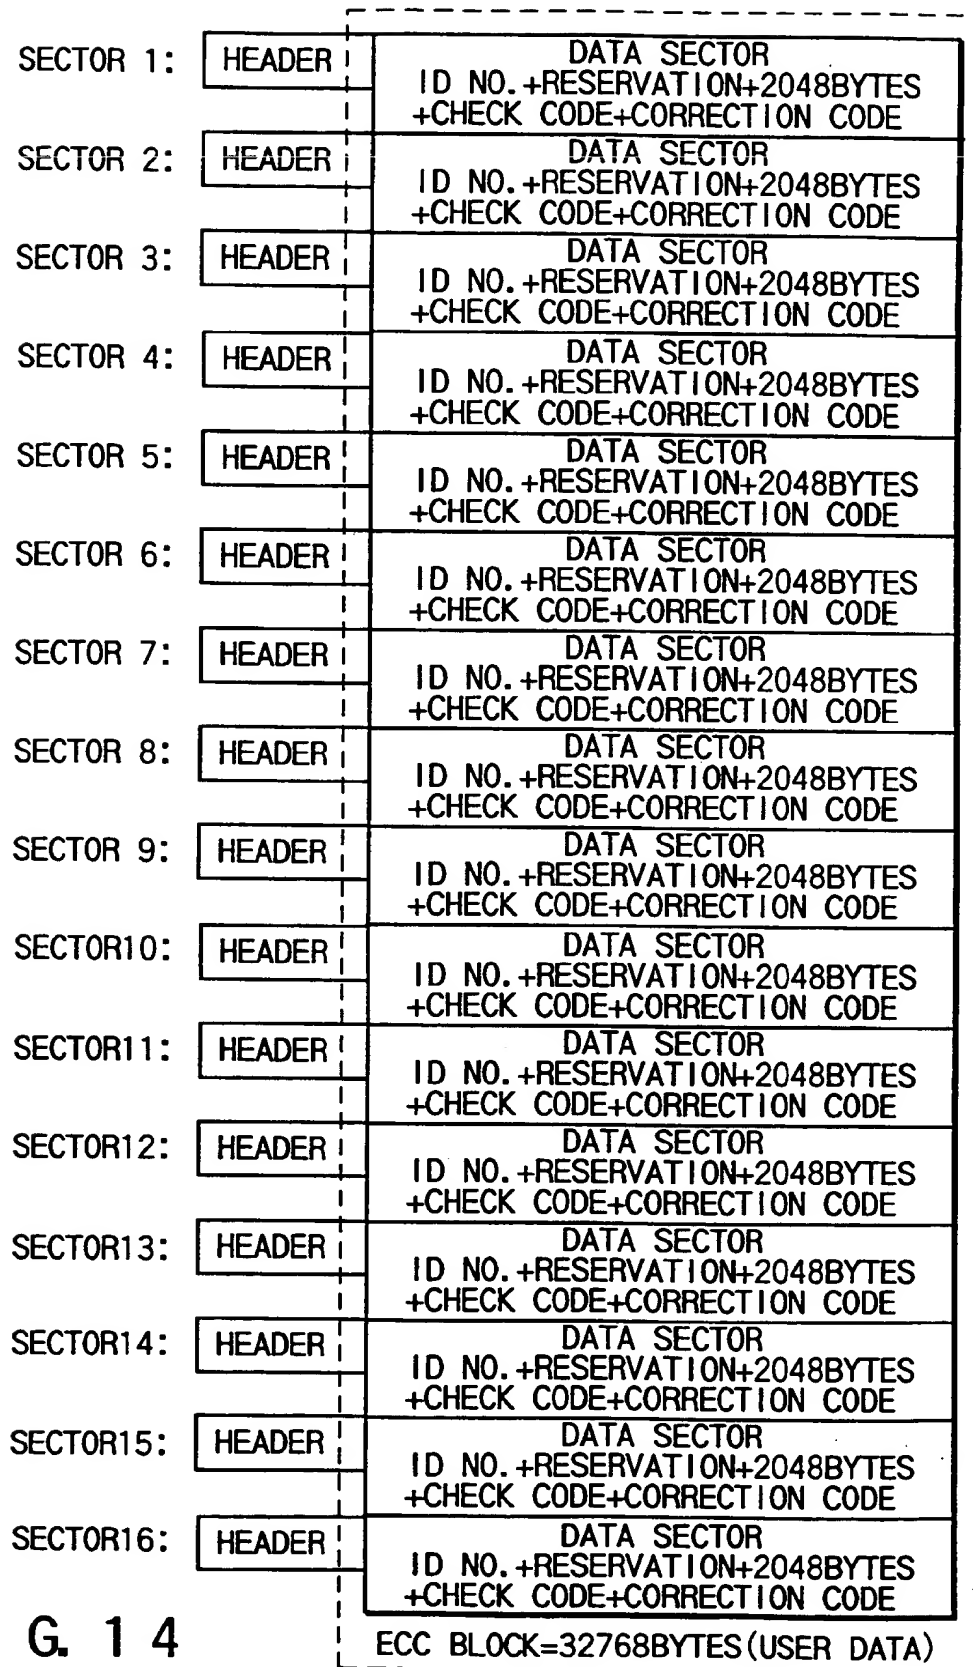 SECTOR 1: HEADER DATA SECTOR
ID NO.+RESERVATION+2048BYTES
+CHECK CODE+CORRECTION CODE
SECTOR 2: HEADER DATA SECTOR
ID NO.+RESERVATION+2048BYTES
+CHECK CODE+CORRECTION CODE
SECTOR 3: HEADER DATA SECTOR
ID NO.+RESERVATION+2048BYTES
+CHECK CODE+CORRECTION CODE
SECTOR 4: HEADER DATA SECTOR
ID NO.+RESERVATION+2048BYTES
+CHECK CODE+CORRECTION CODE
SECTOR 5: HEADER DATA SECTOR
ID NO.+RESERVATION+2048BYTES
+CHECK CODE+CORRECTION CODE
SECTOR 6: HEADER DATA SECTOR
ID NO.+RESERVATION+2048BYTES
+CHECK CODE+CORRECTION CODE
SECTOR 7: HEADER DATA SECTOR
ID NO.+RESERVATION+2048BYTES
+CHECK CODE+CORRECTION CODE
SECTOR 8: HEADER DATA SECTOR
ID NO.+RESERVATION+2048BYTES
+CHECK CODE+CORRECTION CODE
SECTOR 9: HEADER DATA SECTOR
ID NO.+RESERVATION+2048BYTES
+CHECK CODE+CORRECTION CODE
SECTOR10: HEADER DATA SECTOR
ID NO.+RESERVATION+2048BYTES
+CHECK CODE+CORRECTION CODE
SECTOR11: HEADER DATA SECTOR
ID NO.+RESERVATION+2048BYTES
+CHECK CODE+CORRECTION CODE
SECTOR12: HEADER DATA SECTOR
ID NO.+RESERVATION+2048BYTES
+CHECK CODE+CORRECTION CODE
SECTOR13: HEADER DATA SECTOR
ID NO.+RESERVATION+2048BYTES
+CHECK CODE+CORRECTION CODE
SECTOR14: HEADER DATA SECTOR
ID NO.+RESERVATION+2048BYTES
+CHECK CODE+CORRECTION CODE
SECTOR15: HEADER DATA SECTOR
ID NO.+RESERVATION+2048BYTES
+CHECK CODE+CORRECTION CODE
SECTOR16: HEADER DATA SECTOR
ID NO.+RESERVATION+2048BYTES
+CHECK CODE+CORRECTION CODE
G. 14
ECC BLOCK=32768BYTES(USER DATA)